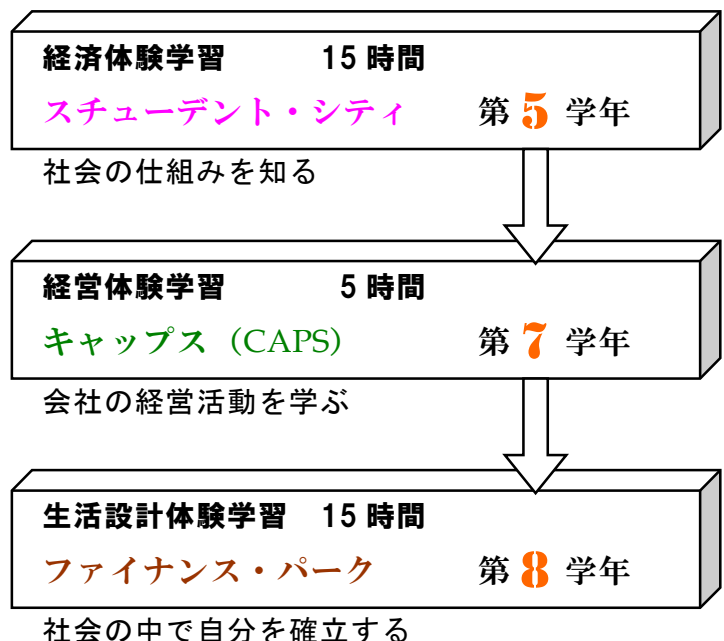 経済体験学習 15時間
スチューデント・シティ 第5学年
社会の仕組みを知る
経営体験学習 5時間
キャップス（CAPS） 第7学年
会社の経営活動を学ぶ
生活設計体験学習 15時間
ファイナンス・パーク 第8学年
社会の中で自分を確立する